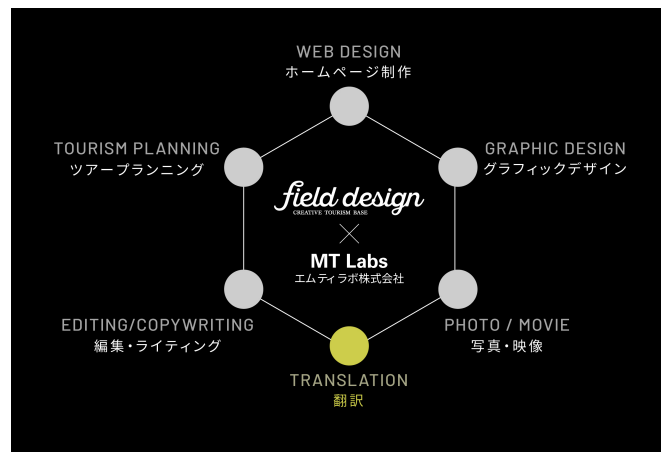 WEB DESIGN
ホームページ制作
TOURISM PLANNING
ツアープランニング
GRAPHIC DESIGN
グラフィックデザイン
field design
CREATIVE TOURISM BASE
MT Labs
エムティラボ株式会社
EDITING/COPYWRITING
編集・ライティング
PHOTO / MOVIE
写真・映像
TRANSLATION
翻訳